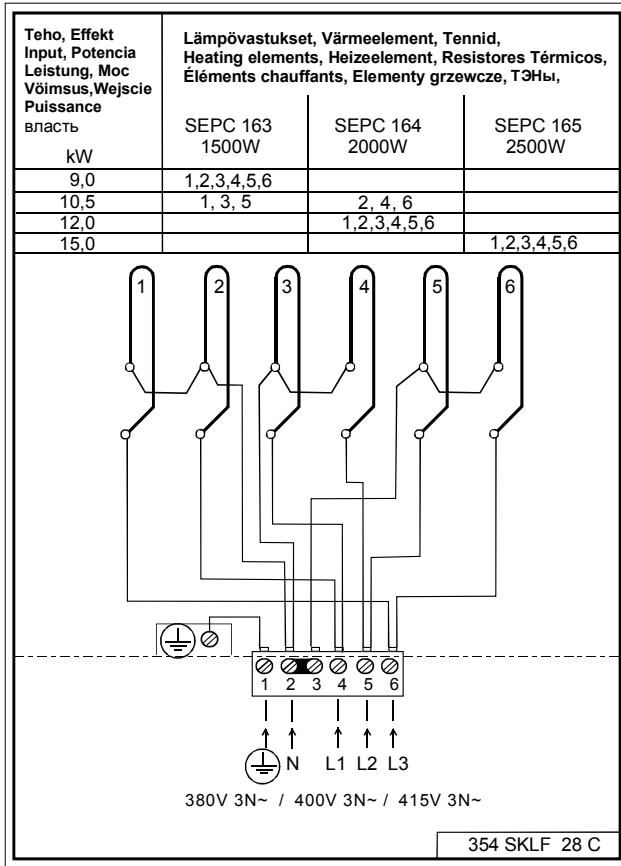 Teho, Effekt
Input, Potencia
Leistung, Moc
Vöimsus,Wejscie
Puissance
власть
kW
Lämpövastukset, Värmeelement, Tennid,
Heating elements, Heizeelement, Resistores Térmicos,
Éléments chauffants, Elementy grzewcze, ТЭНы,
SEPC 163
1500W
SEPC 164
2000W
SEPC 165
2500W
9,0 1,2,3,4,5,6
10,5 1, 3, 5 2, 4, 6
12,0 1,2,3,4,5,6
15,0 1,2,3,4,5,6
1 2 3 4 5 6
1 2 3 4 5 6
N L1 L2 L3
380V 3N~ / 400V 3N~ / 415V 3N~
354 SKLF 28 C